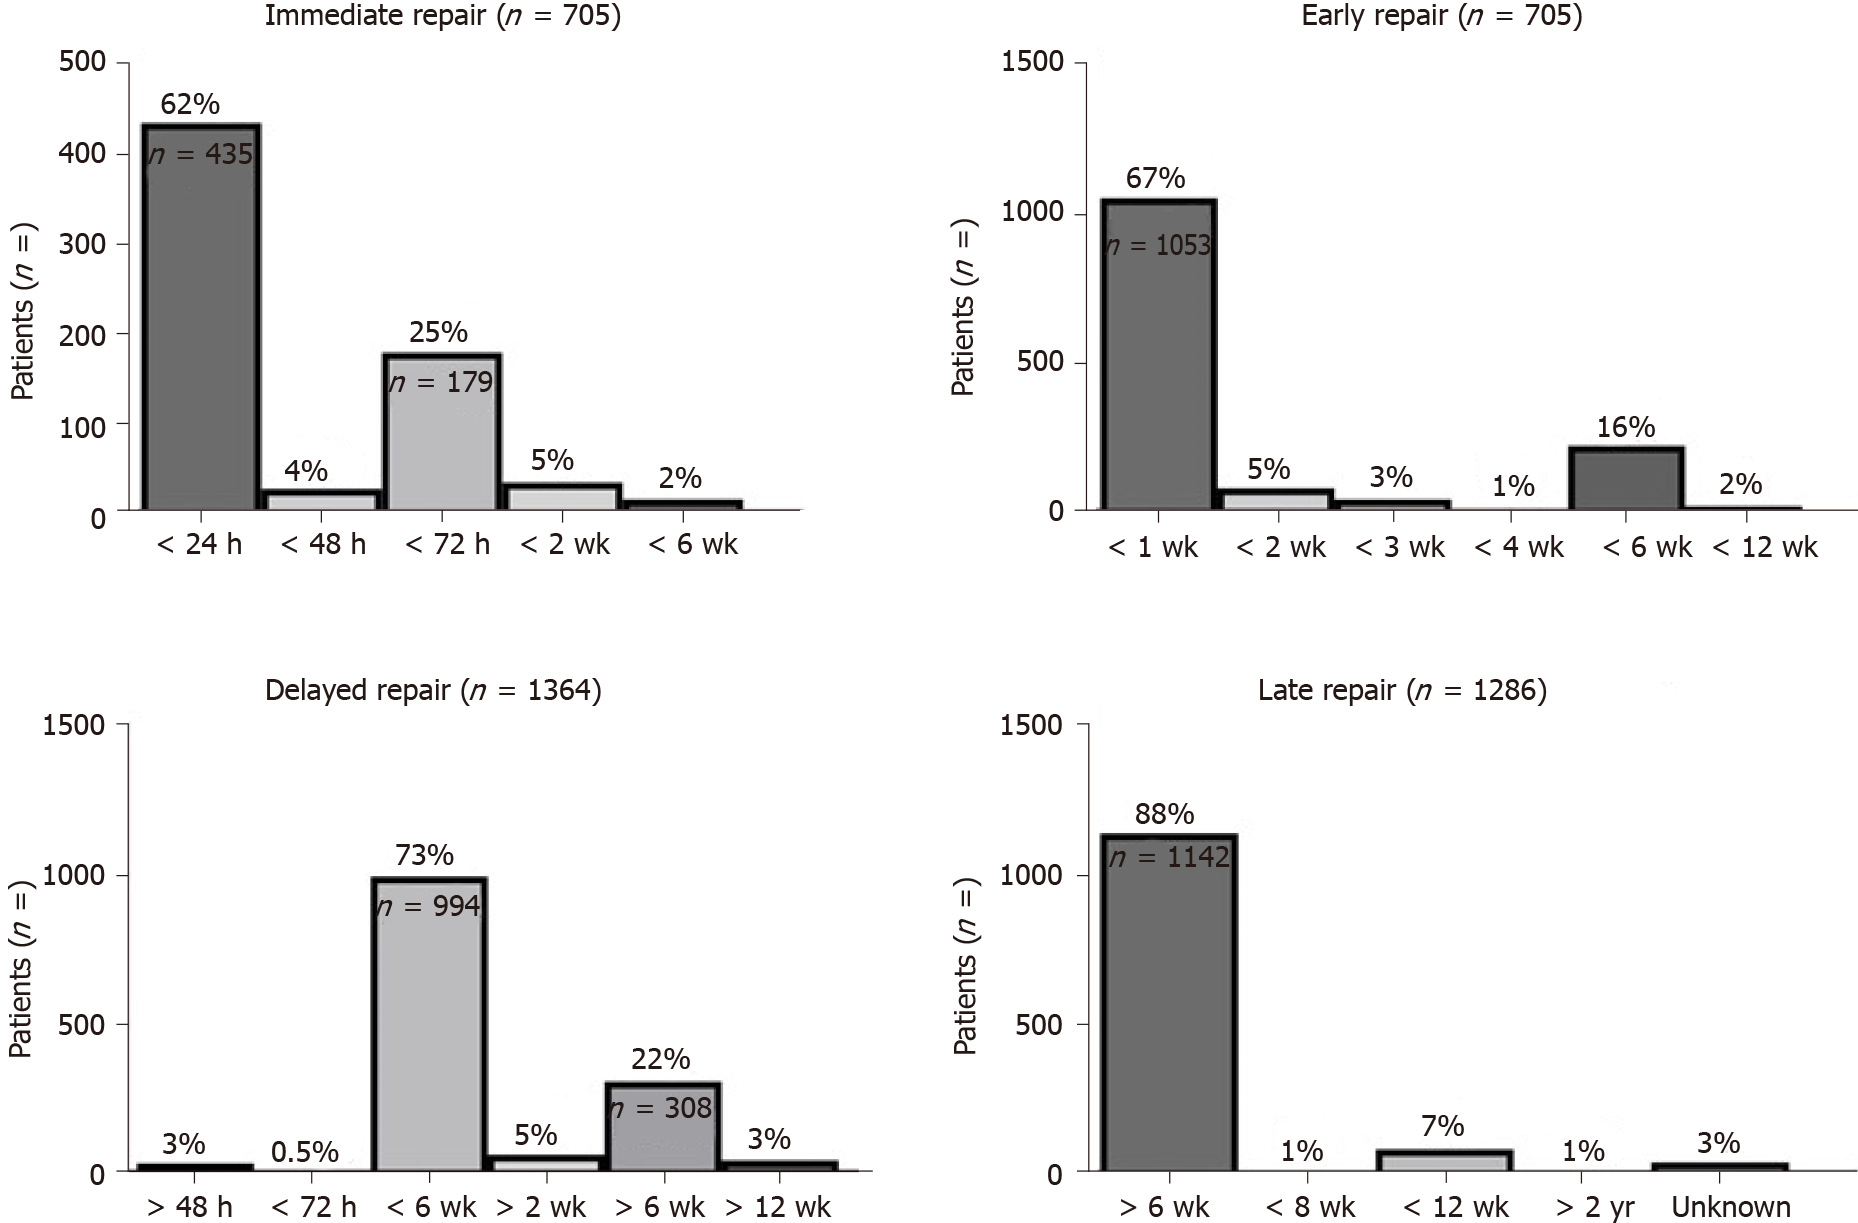 Immediate repair (n = 705)
500
400
300
200
100
0
Patients (n =)
62%
n = 435
4%
25%
n = 179
5%
2%
< 24 h < 48 h < 72 h < 2 wk < 6 wk
Early repair (n = 705)
1500
1000
500
0
Patients (n =)
67%
n = 1053
5%
3%
1%
16%
2%
< 1 wk < 2 wk < 3 wk < 4 wk < 6 wk < 12 wk
Delayed repair (n = 1364)
1500
1000
500
0
Patients (n =)
3%
0.5%
73%
n = 994
5%
22%
n = 308
3%
> 48 h < 72 h < 6 wk > 2 wk > 6 wk > 12 wk
Late repair (n = 1286)
1500
1000
500
0
Patients (n =)
88%
n = 1142
1%
7%
1%
3%
> 6 wk < 8 wk < 12 wk > 2 yr Unknown